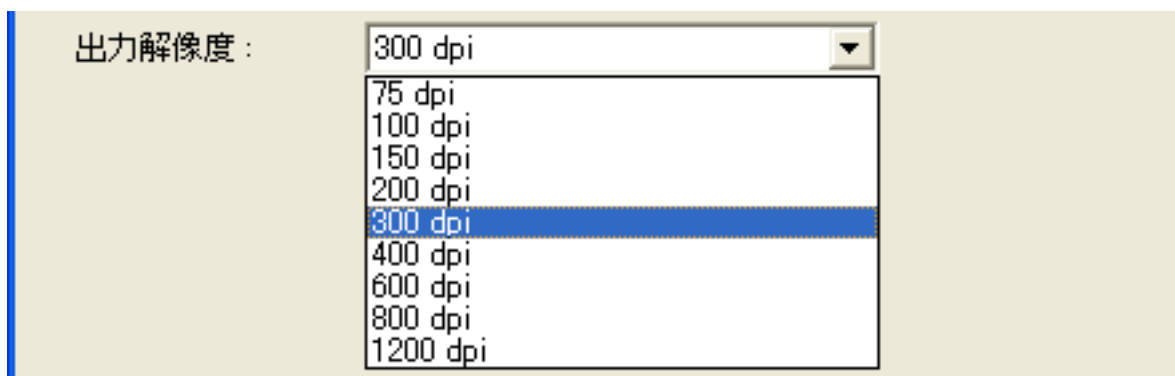 出力解像度： 300 dpi
75 dpi
100 dpi
150 dpi
200 dpi
300 dpi
400 dpi
600 dpi
800 dpi
1200 dpi